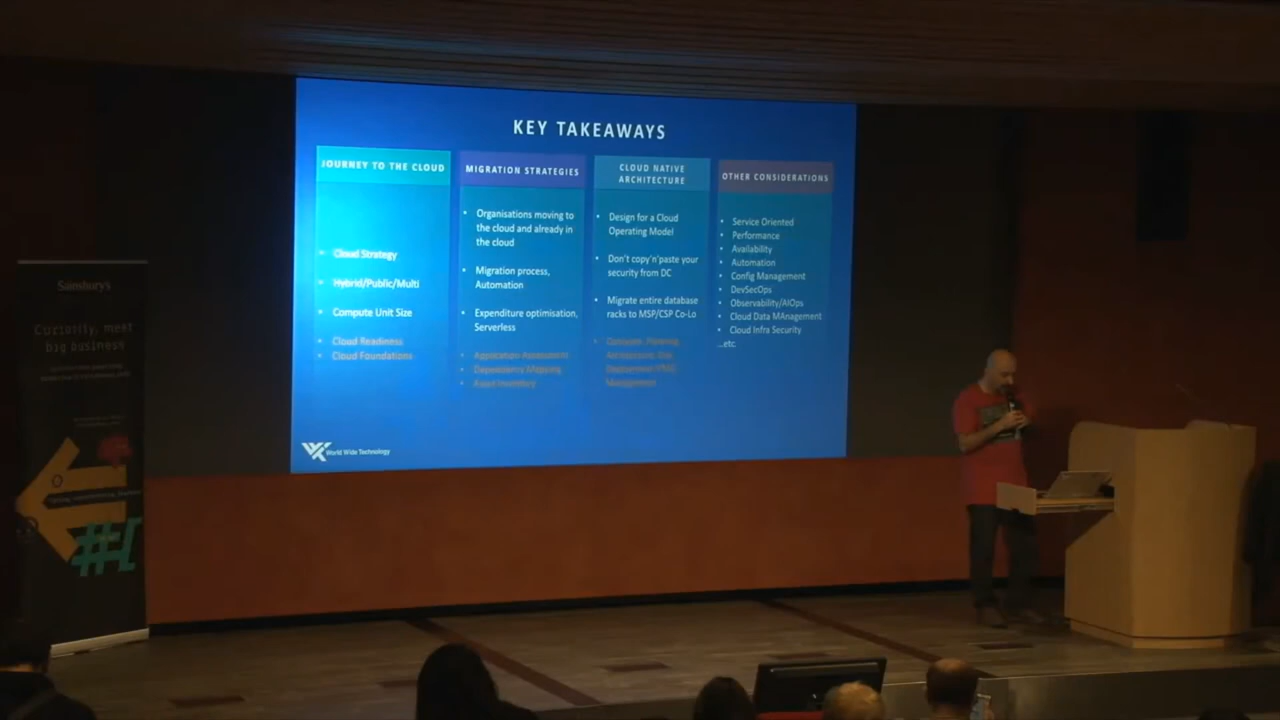 KEY TAKEAWAYS
JOURNEY TO THE CLOUD
• Cloud Strategy
• Hybrid/Public/Multi
• Compute Unit Size
• Cloud Readiness
• Cloud Foundations
MIGRATION STRATEGIES
• Organisations moving to
the cloud and already in
the cloud
• Migration process,
Automation
• Expenditure optimisation,
Serverless
• Application Assessment
• Dependency Mapping
• Asset Inventory
CLOUD NATIVE
ARCHITECTURE
• Design for a Cloud
Operating Model
• Don't copy'n'paste your
security from DC
• Migrate entire database
racks to MSP/CSP Co-Lo
Management
OTHER CONSIDERATIONS
• Service Oriented
• Performance
• Availability
• Automation
• Config Management
• DevSecOps
• Observability/AIOps
• Cloud Data MAnagement
• Cloud Infra Security
...etc
World Wide Technology
Sainsbury's
Curiosity, meet
big business